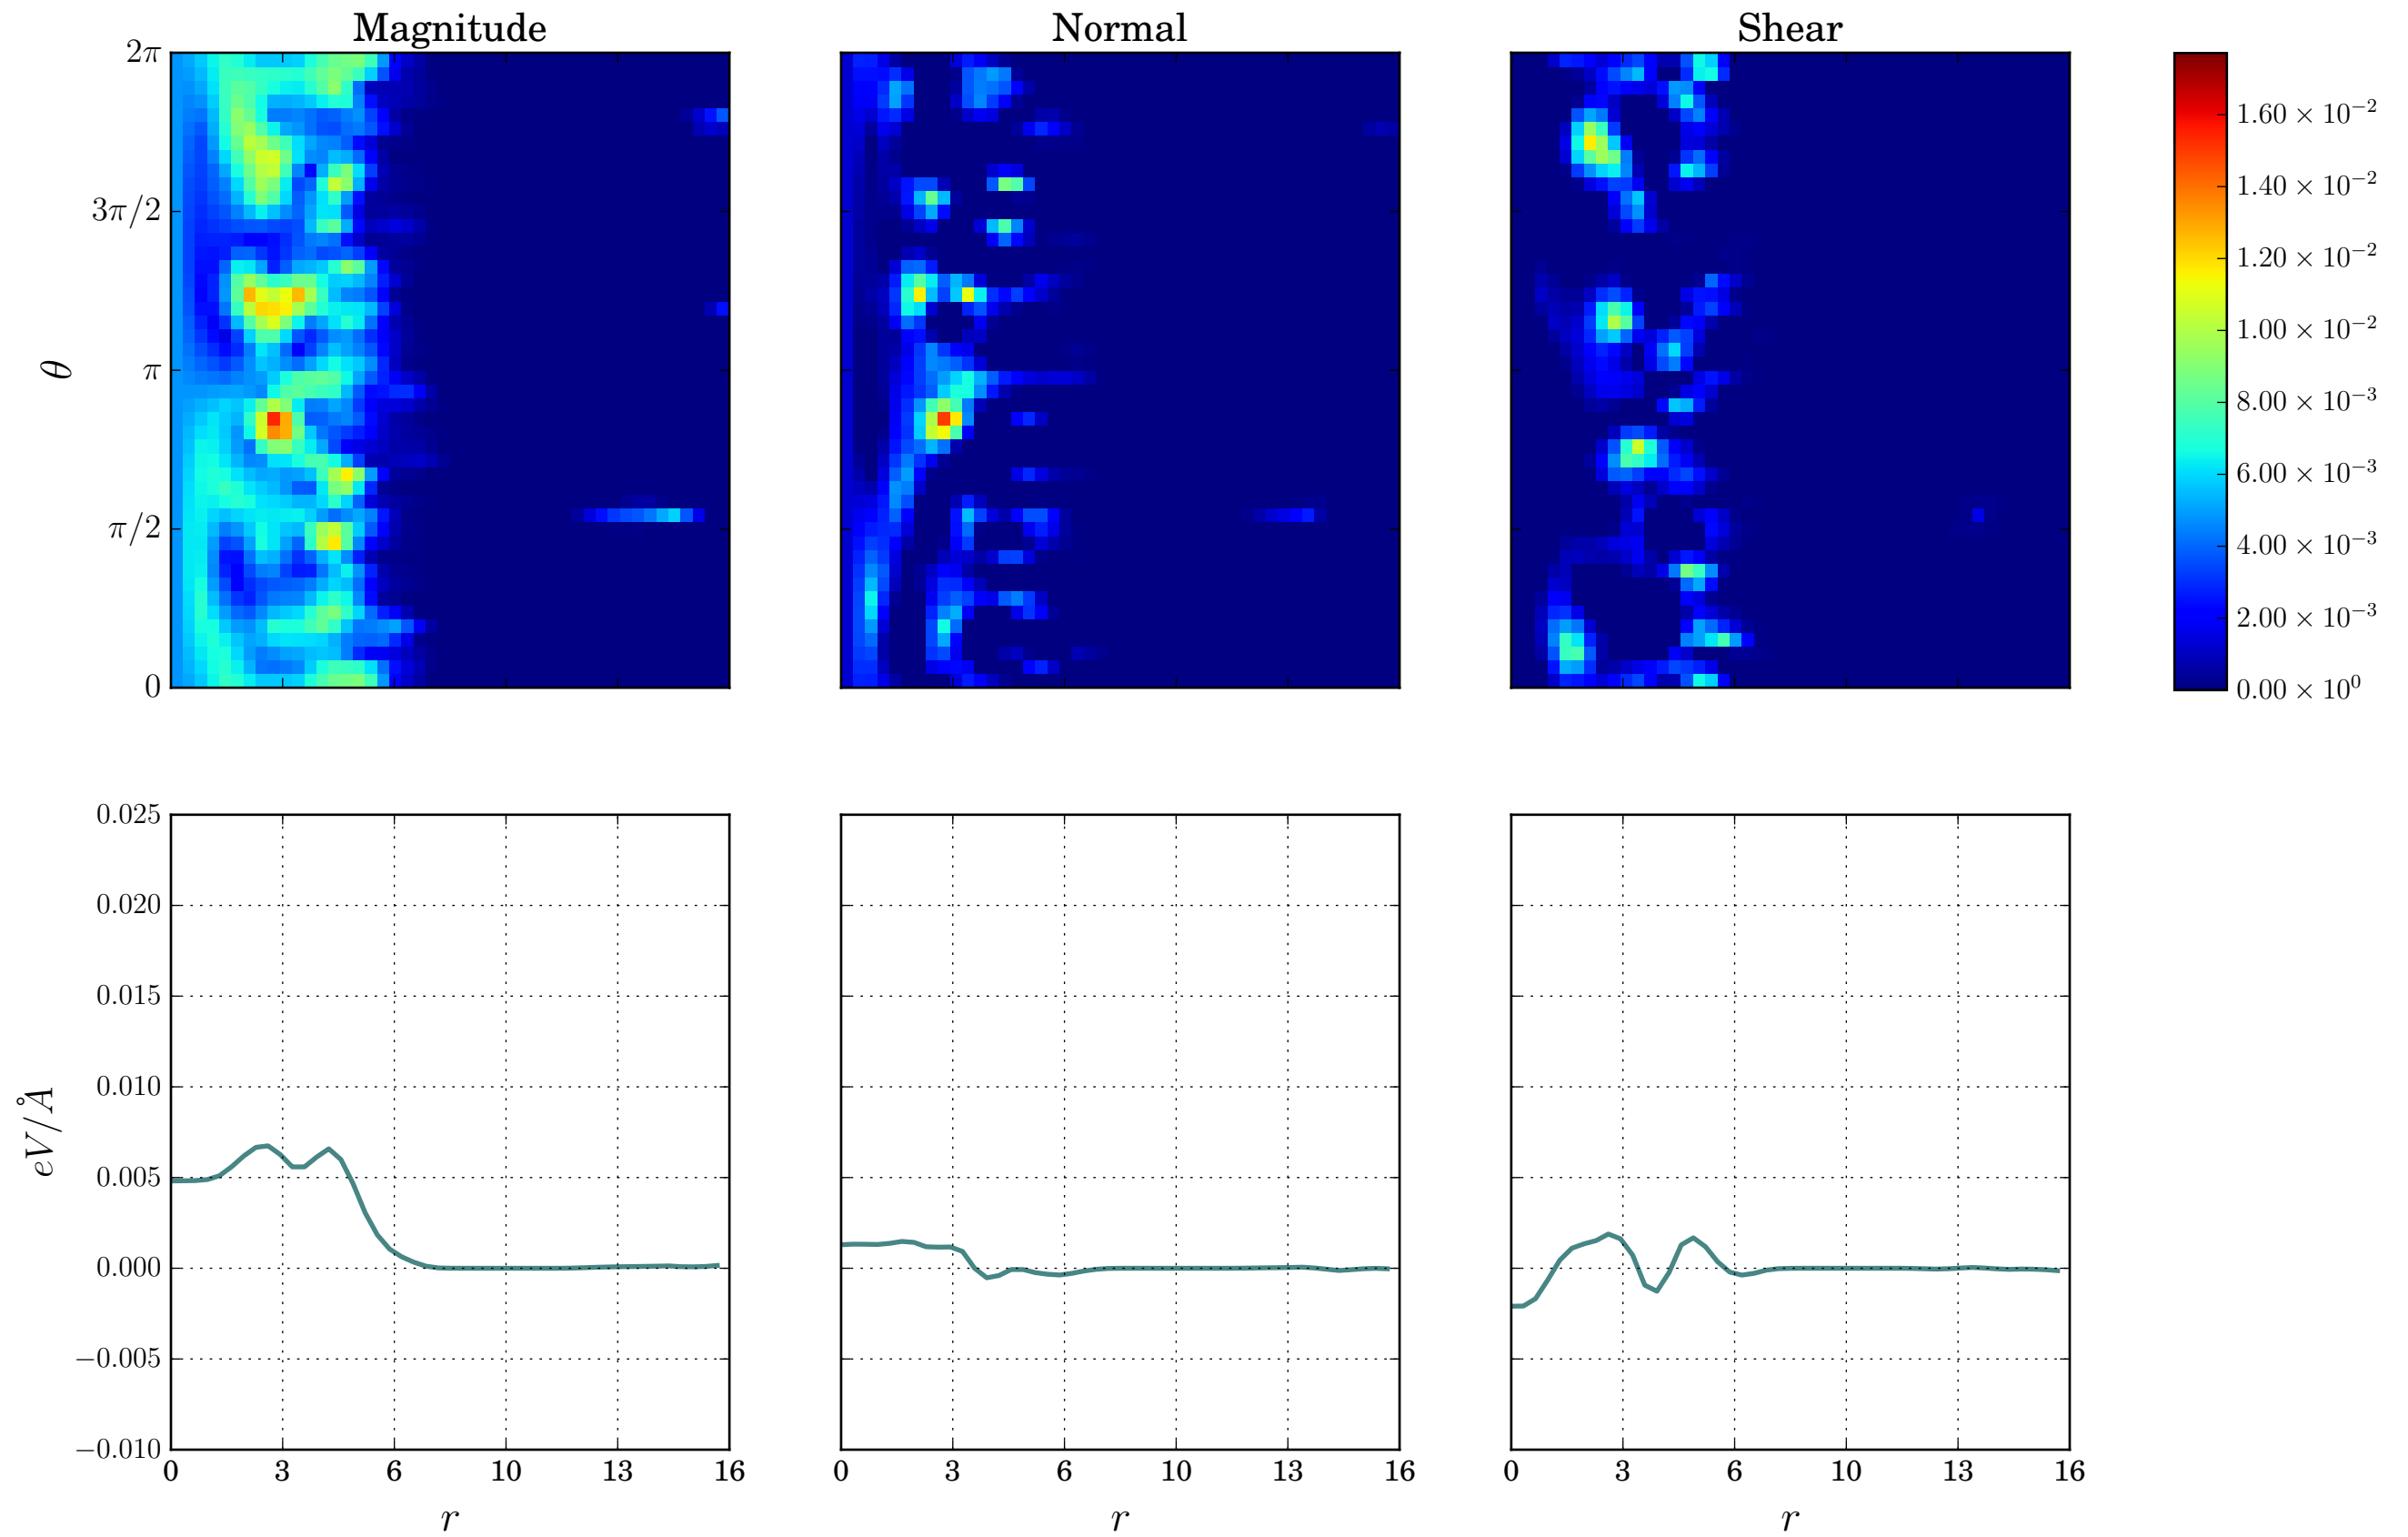 Magnitude Normal Shear
2π
3π/2
π
π/2
0
θ
1.60 × 10⁻²
1.40 × 10⁻²
1.20 × 10⁻²
1.00 × 10⁻²
8.00 × 10⁻³
6.00 × 10⁻³
4.00 × 10⁻³
2.00 × 10⁻³
0.00 × 10⁰
0.025
0.020
0.015
0.010
0.005
0.000
−0.005
−0.010
eV/Å
0 3 6 10 13 16 0 3 6 10 13 16 0 3 6 10 13 16
r r r